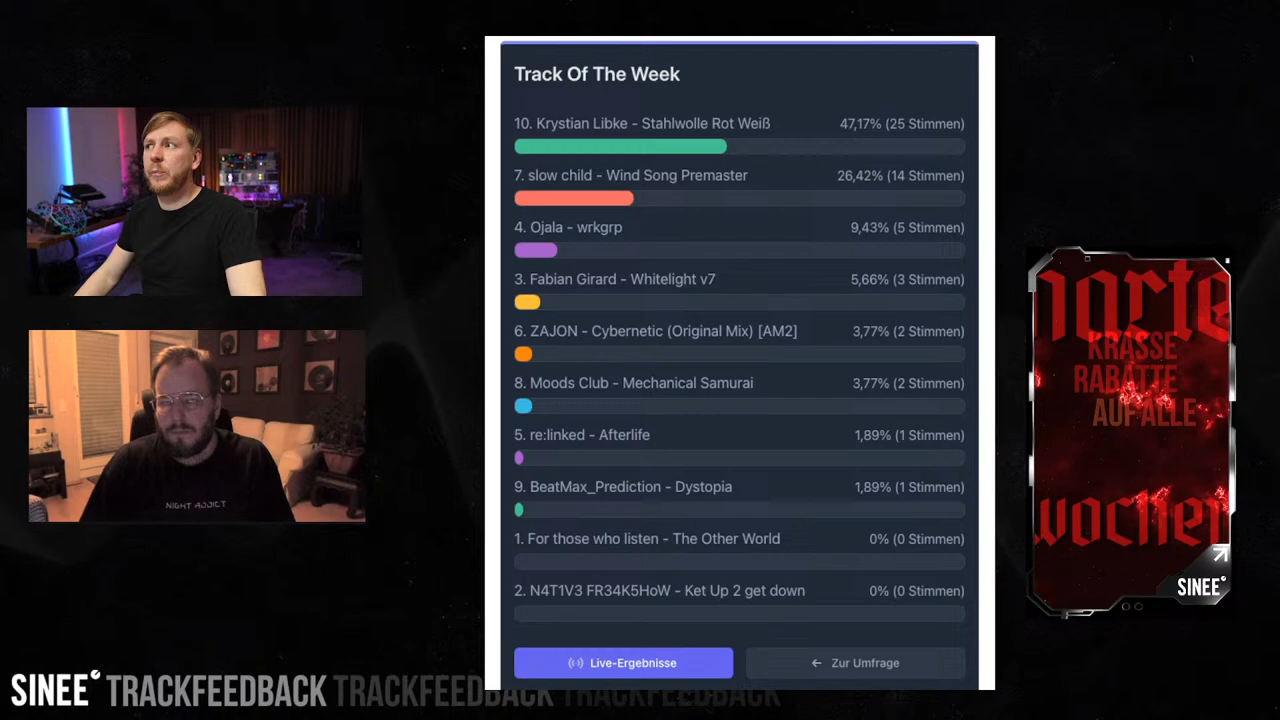 Track Of The Week
10. Krystian Libke - Stahlwolle Rot Weiß 47,17% (25 Stimmen)
7. slow child - Wind Song Premaster 26,42% (14 Stimmen)
4. Ojala - wrkgrp 9,43% (5 Stimmen)
3. Fabian Girard - Whitelight v7 5,66% (3 Stimmen)
6. ZAJON - Cybernetic (Original Mix) [AM2] 3,77% (2 Stimmen)
8. Moods Club - Mechanical Samurai 3,77% (2 Stimmen)
5. re:linked - Afterlife 1,89% (1 Stimmen)
9. BeatMax_Prediction - Dystopia 1,89% (1 Stimmen)
1. For those who listen - The Other World 0% (0 Stimmen)
2. N4T1V3 FR34K5HoW - Ket Up 2 get down 0% (0 Stimmen)
Live-Ergebnisse
Zur Umfrage
NIGHT ADDICT
KRASSE
RABATTE
AUF ALLE
SINEE
SINEE TRACKFEEDBACK TRACKFEEDBACK TRACKFEEDBACK